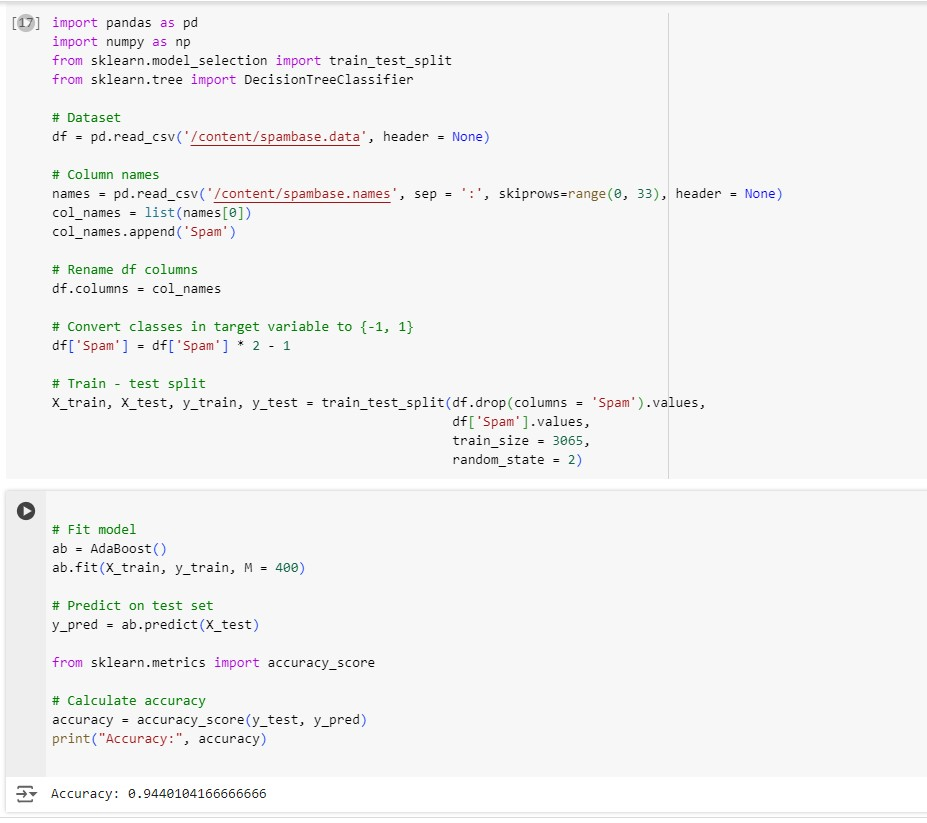 [17] import pandas as pd
import numpy as np
from sklearn.model_selection import train_test_split
from sklearn.tree import DecisionTreeClassifier
# Dataset
df = pd.read_csv('/content/spambase.data', header = None)
# Column names
names = pd.read_csv('/content/spambase.names', sep = ':', skiprows=range(0, 33), header = None)
col_names = list(names[0])
col_names.append('Spam')
# Rename df columns
df.columns = col_names
# Convert classes in target variable to {-1, 1}
df['Spam'] = df['Spam'] * 2 - 1
# Train - test split
X_train, X_test, y_train, y_test = train_test_split(df.drop(columns = 'Spam').values,
df['Spam'].values,
train_size = 3065,
random_state = 2)
# Fit model
ab = AdaBoost()
ab.fit(X_train, y_train, M = 400)
# Predict on test set
y_pred = ab.predict(X_test)
from sklearn.metrics import accuracy_score
# Calculate accuracy
accuracy = accuracy_score(y_test, y_pred)
print("Accuracy:", accuracy)
Accuracy: 0.9440104166666666